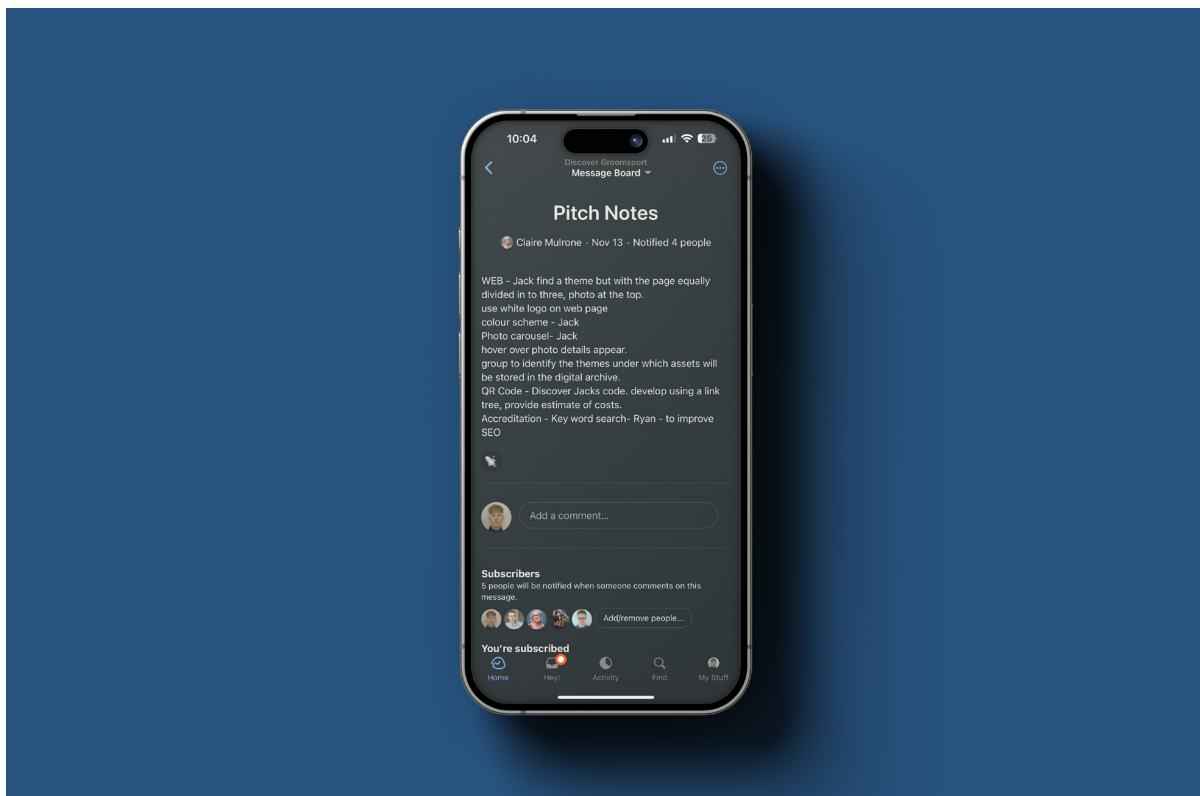 10:04
25
Discover Groomsport
Message Board
Pitch Notes
Claire Mulrone · Nov 13 · Notified 4 people
WEB - Jack find a theme but with the page equally
divided in to three, photo at the top.
use white logo on web page
colour scheme - Jack
Photo carousel- Jack
hover over photo details appear.
group to identify the themes under which assets will
be stored in the digital archive.
QR Code - Discover Jacks code. develop using a link
tree, provide estimate of costs.
Accreditation - Key word search- Ryan - to improve
SEO
Add a comment...
Subscribers
5 people will be notified when someone comments on this
message.
Add/remove people...
You're subscribed
Home Hey! Activity Find My Stuff